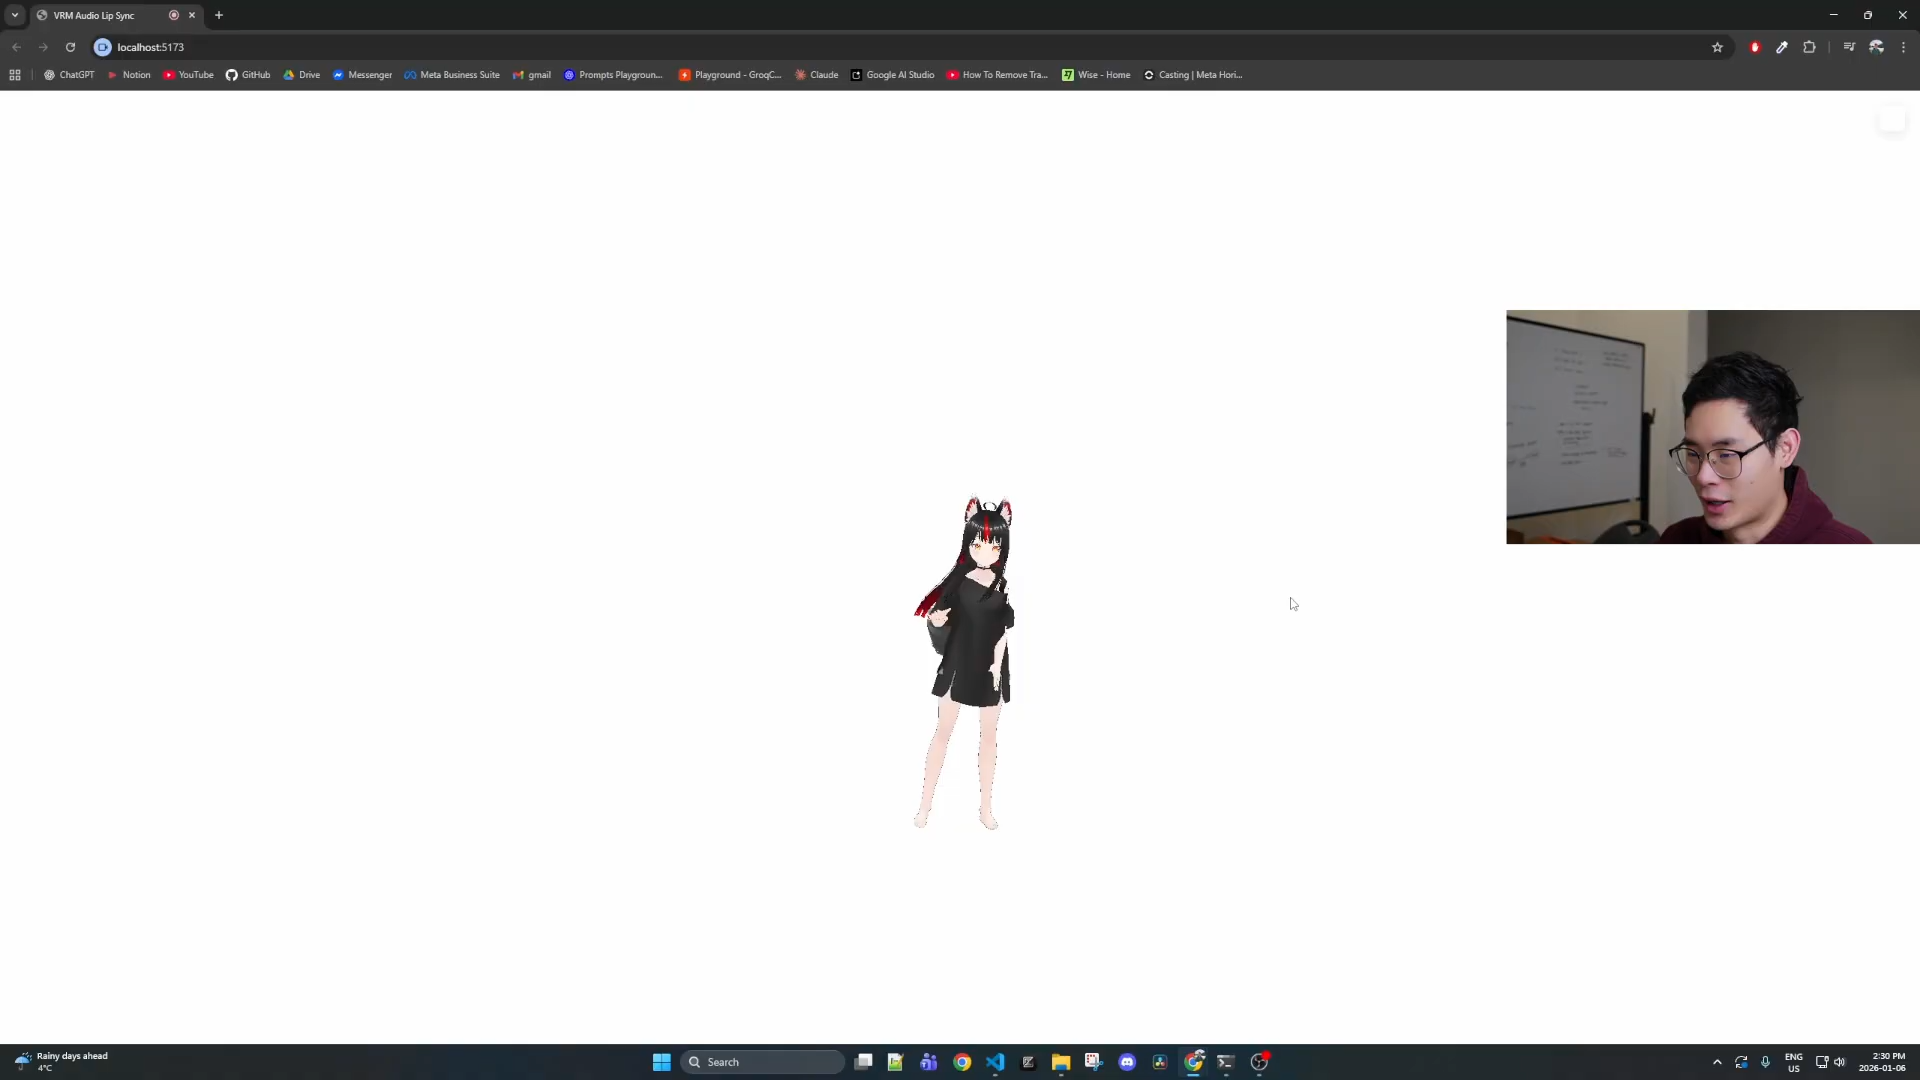 VRM Audio Lip Sync
localhost:5173
ChatGPT
Notion
YouTube
GitHub
Drive
Messenger
Meta Business Suite
gmail
Prompts Playgroun...
Playground - GroqC...
Claude
Google AI Studio
How To Remove Tra...
Wise - Home
Casting | Meta Hori...
Rainy days ahead
4°C
Search
ENG
US
2:30 PM
2026-01-06